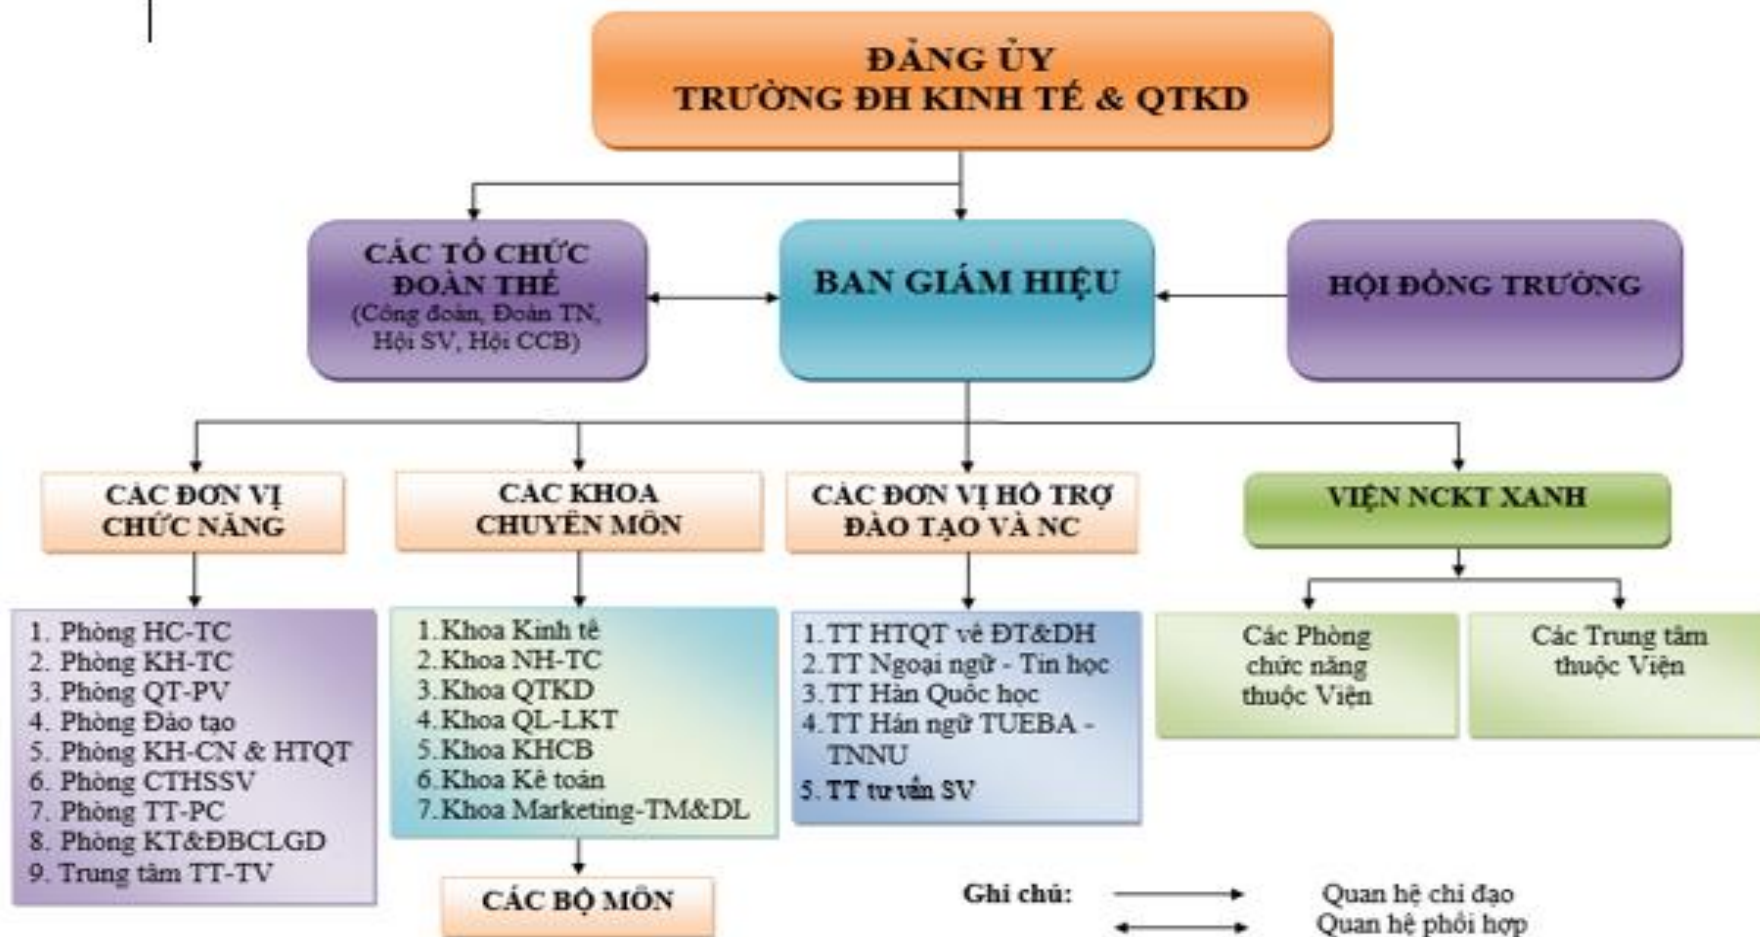 ĐẢNG ỦY
TRƯỜNG ĐH KINH TẾ & QTKD
CÁC TỔ CHỨC
ĐOÀN THỂ
(Công đoàn, Đoàn TN,
Hội SV, Hội CCB)
BAN GIÁM HIỆU
HỘI ĐỒNG TRƯỜNG
CÁC ĐƠN VỊ
CHỨC NĂNG
CÁC KHOA
CHUYÊN MÔN
CÁC ĐƠN VỊ HỖ TRỢ
ĐÀO TẠO VÀ NC
VIỆN NCKT XANH
1. Phòng HC-TC
2. Phòng KH-TC
3. Phòng QT-PV
4. Phòng Đào tạo
5. Phòng KH-CN & HTQT
6. Phòng CTHSSV
7. Phòng TT-PC
8. Phòng KT&ĐBCLGD
9. Trung tâm TT-TV
1. Khoa Kinh tế
2. Khoa NH-TC
3. Khoa QTKD
4. Khoa QL-LKT
5. Khoa KHCB
6. Khoa Kế toán
7. Khoa Marketing-TM&DL
CÁC BỘ MÔN
1. TT HTQT về ĐT&DH
2. TT Ngoại ngữ - Tin học
3. TT Hàn Quốc học
4. TT Hán ngữ TUEBA -
TNNU
5. TT tư vấn SV
Các Phòng
chức năng
thuộc Viện
Các Trung tâm
thuộc Viện
Ghi chú:
Quan hệ chỉ đạo
Quan hệ phối hợp